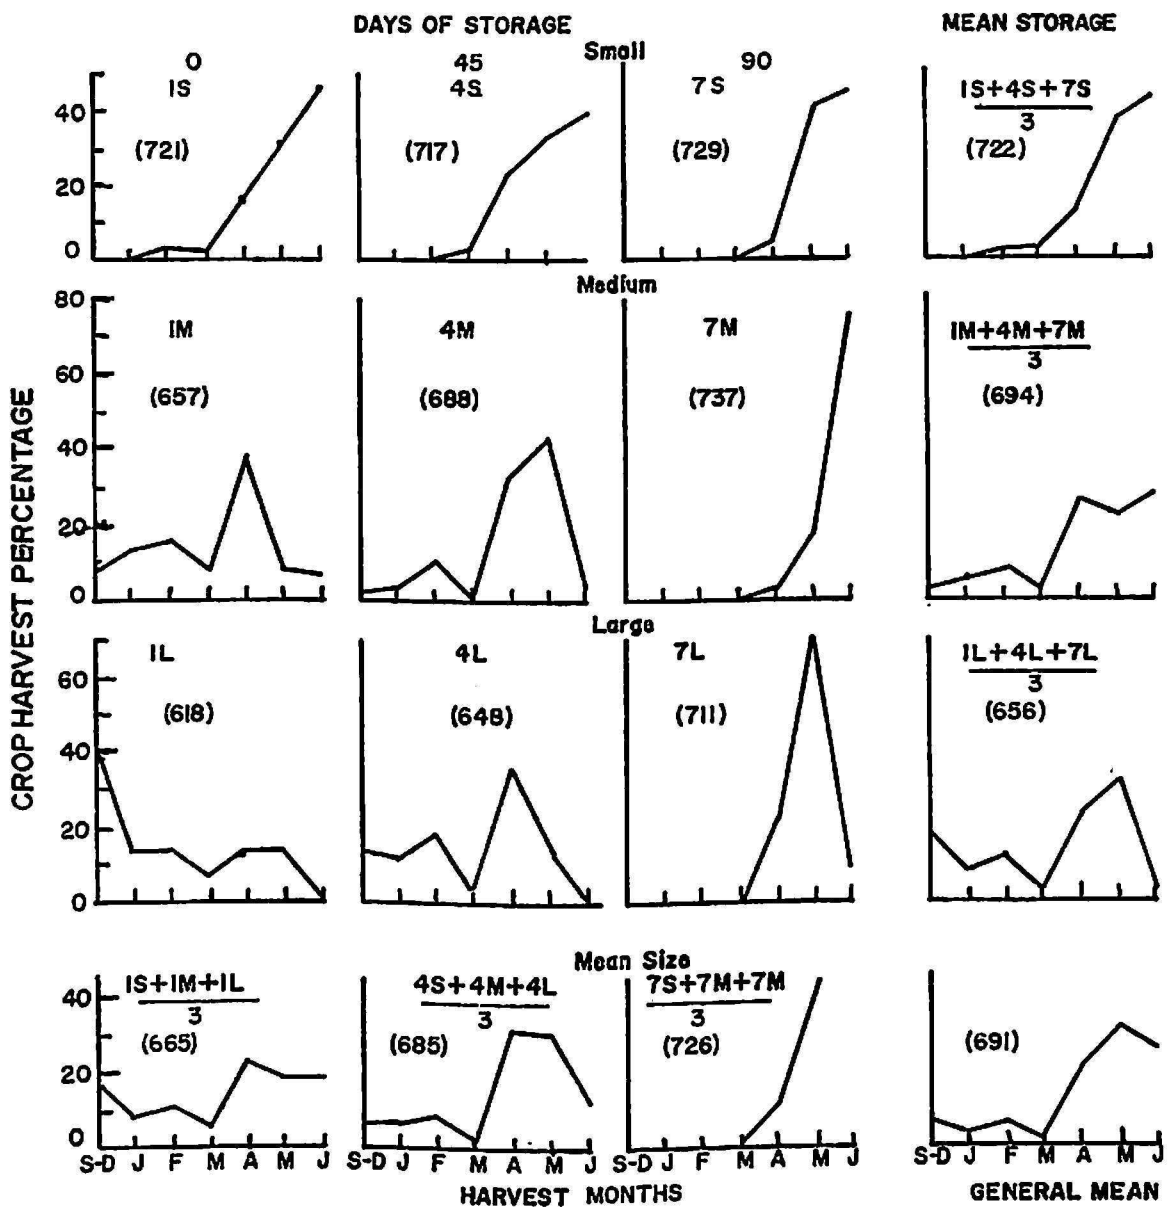 DAYS OF STORAGE MEAN STORAGE
Small
0 45 90
1S 4S 7S 1S+4S+7S
3
(721) (717) (729) (722)
40
20
0
Medium
80
1M 4M 7M 1M+4M+7M
3
60
(657) (688) (737) (694)
40
20
0
Large
1L 4L 7L 1L+4L+7L
3
60
(618) (648) (711) (656)
40
20
0
Mean Size
1S+1M+1L 4S+4M+4L 7S+7M+7M
3 3 3
40
(665) (685) (726) (691)
20
0
S-D J F M A M J S-D J F M A M J S-D J F M A M J S-D J F M A M J
HARVEST MONTHS GENERAL MEAN
CROP HARVEST PERCENTAGE